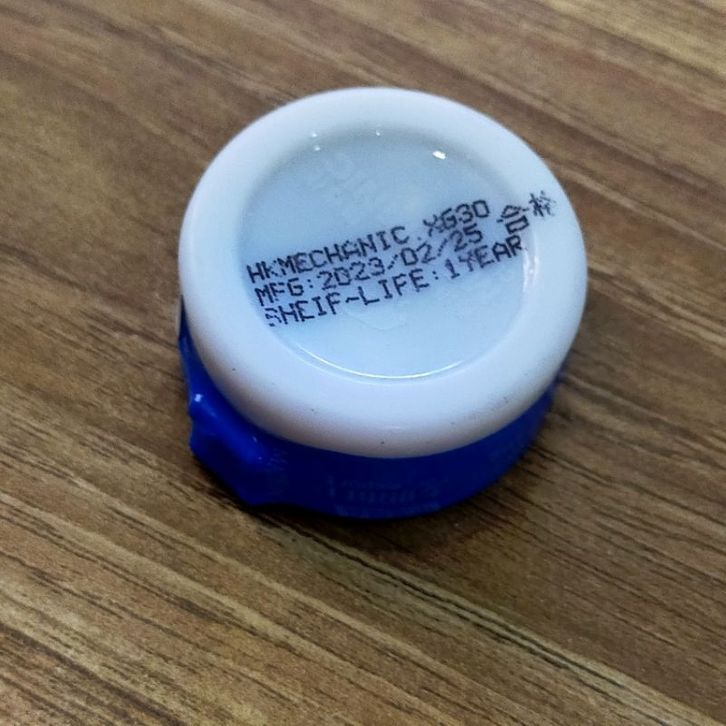 HKMECHANIC XG30 合格
MFG:2023/02/25
SHEIF-LIFE:1YEAR